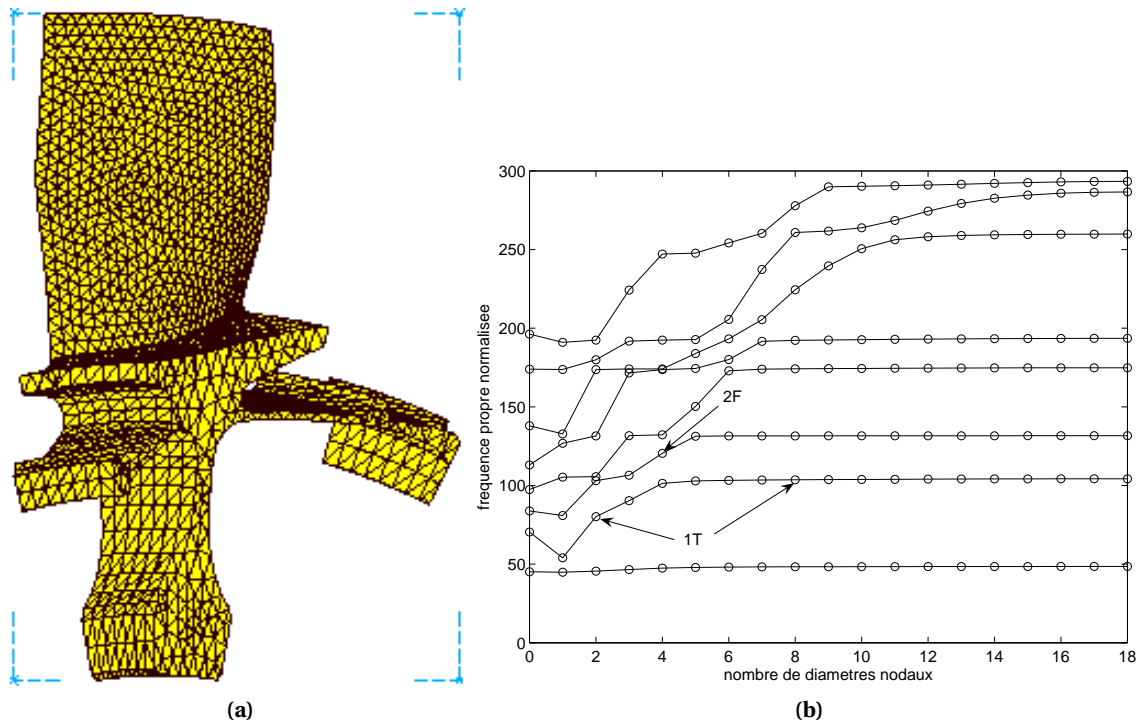 300
250
200
150
100
50
0
frequence propre normalisee
2F
1T
0 2 4 6 8 10 12 14 16 18
nombre de diametres nodaux
(a) (b)